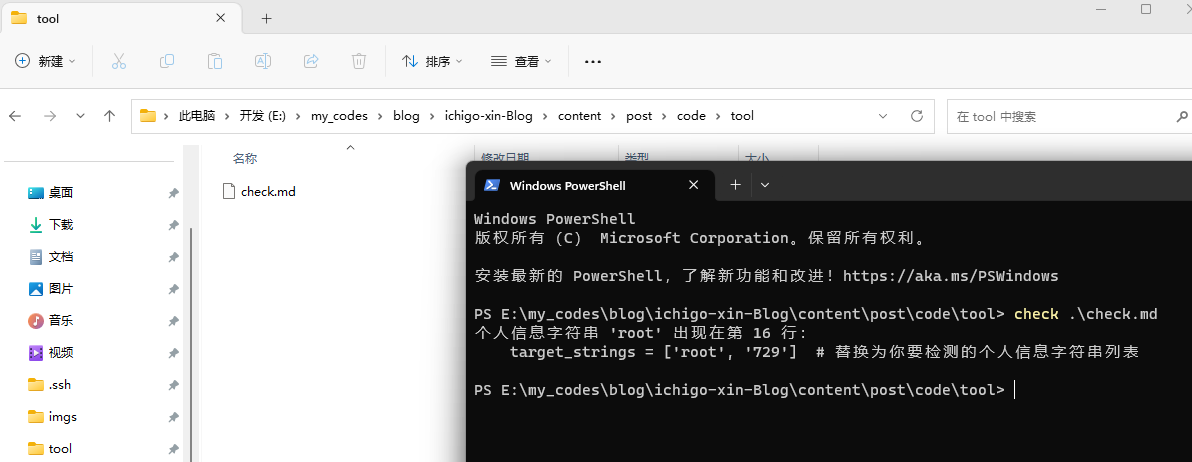 tool
新建
排序
查看
此电脑 > 开发 (E:) > my_codes > blog > ichigo-xin-Blog > content > post > code > tool
在 tool 中搜索
名称
修改日期
类型
大小
check.md
桌面
下载
文档
图片
音乐
视频
.ssh
imgs
tool
Windows PowerShell
Windows PowerShell
版权所有 (C) Microsoft Corporation。保留所有权利。
安装最新的 PowerShell，了解新功能和改进！https://aka.ms/PSWindows
PS E:\my_codes\blog\ichigo-xin-Blog\content\post\code\tool> check .\check.md
个人信息字符串 'root' 出现在第 16 行：
target_strings = ['root', '729']  # 替换为你要检测的个人信息字符串列表
PS E:\my_codes\blog\ichigo-xin-Blog\content\post\code\tool>